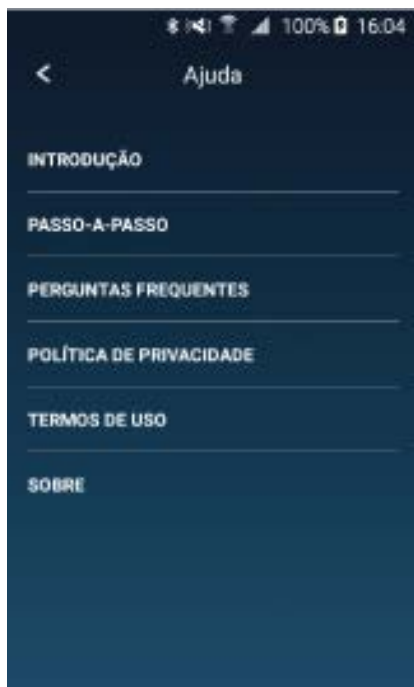 100% 16:04
Ajuda
INTRODUÇÃO
PASSO-A-PASSO
PERGUNTAS FREQUENTES
POLÍTICA DE PRIVACIDADE
TERMOS DE USO
SOBRE